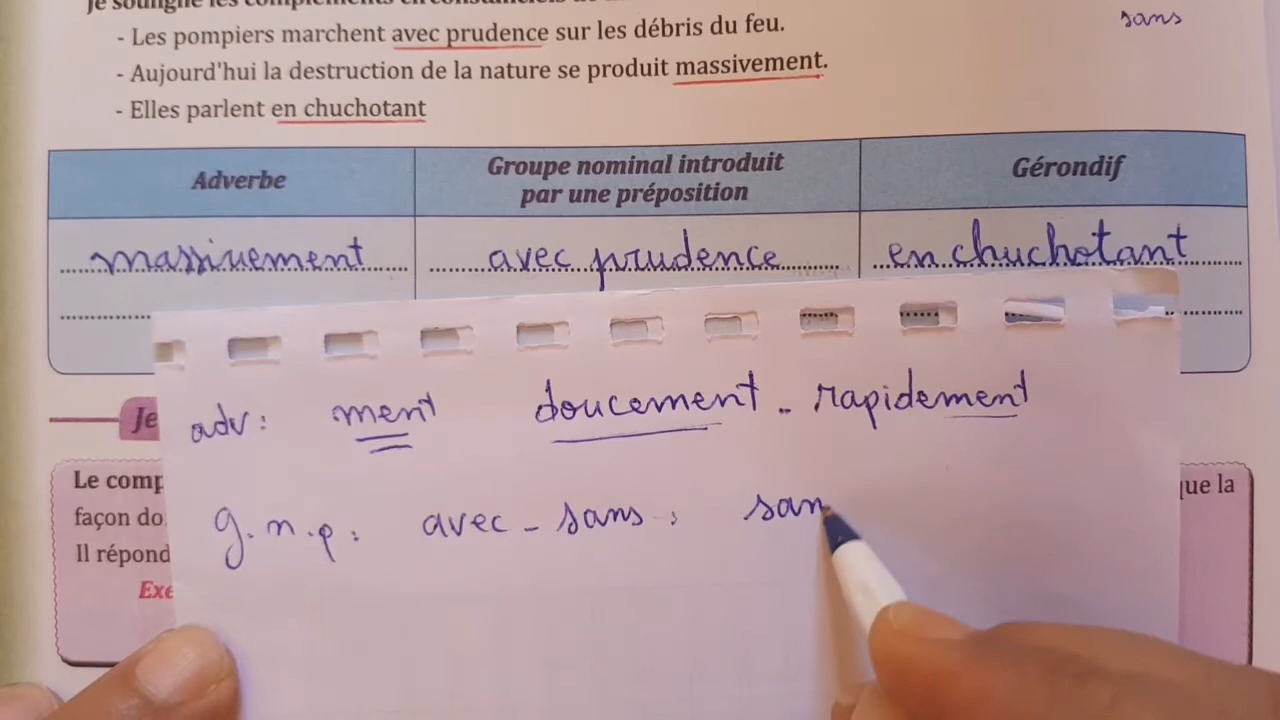 sans
- Les pompiers marchent avec prudence sur les débris du feu.
- Aujourd'hui la destruction de la nature se produit massivement.
- Elles parlent en chuchotant
Adverbe
Groupe nominal introduit
par une préposition
Gérondif
massivement
avec prudence
en chuchotant
adv: ment doucement - rapidement
g.n.p: avec - sans: san
Je
Le comp
que la
façon do
Il répond
Exe